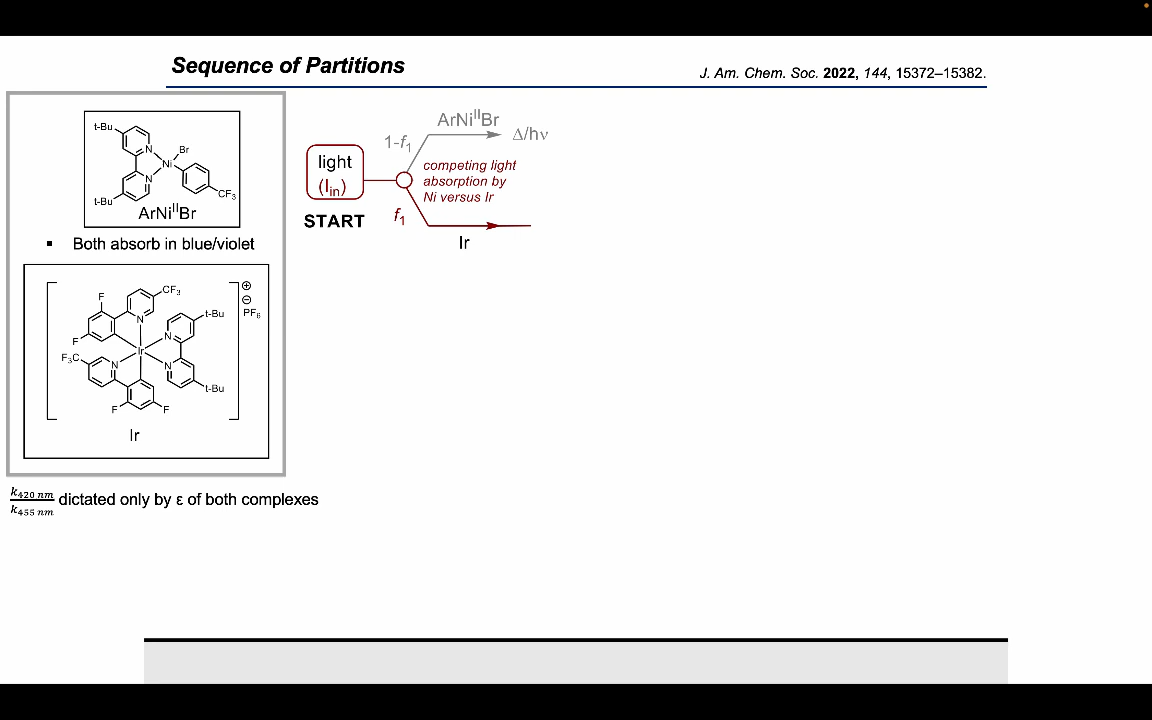 Sequence of Partitions
J. Am. Chem. Soc. 2022, 144, 15372–15382.
t-Bu
N
Br
Ni
N
CF₃
t-Bu
ArNiᴵᴵBr
▪ Both absorb in blue/violet
CF₃
F
N
t-Bu
F
N
F₃C
Ir
N
N
t-Bu
F
F
⊕
⊖
PF₆
Ir
k₄₂₀ nm
k₄₅₅ nm
dictated only by ε of both complexes
light
(Iᵢₙ)
START
1-f₁
ArNiᴵᴵBr
Δ/hν
competing light
absorption by
Ni versus Ir
f₁
Ir